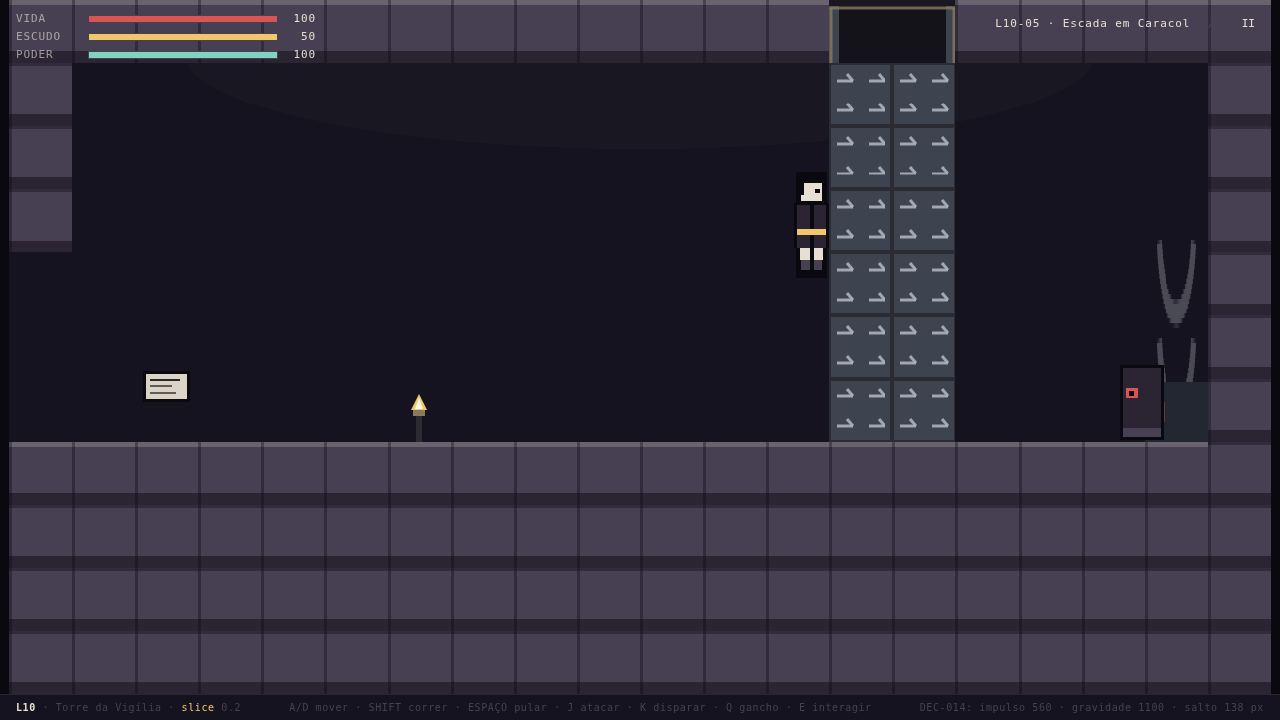 VIDA 100
ESCUDO 50
PODER 100
L10-05 · Escada em Caracol II
L10 · Torre da Vigília · slice 0.2
A/D mover · SHIFT correr · ESPAÇO pular · J atacar · K disparar · Q gancho · E interagir
DEC-014: impulso 560 · gravidade 1100 · salto 138 px